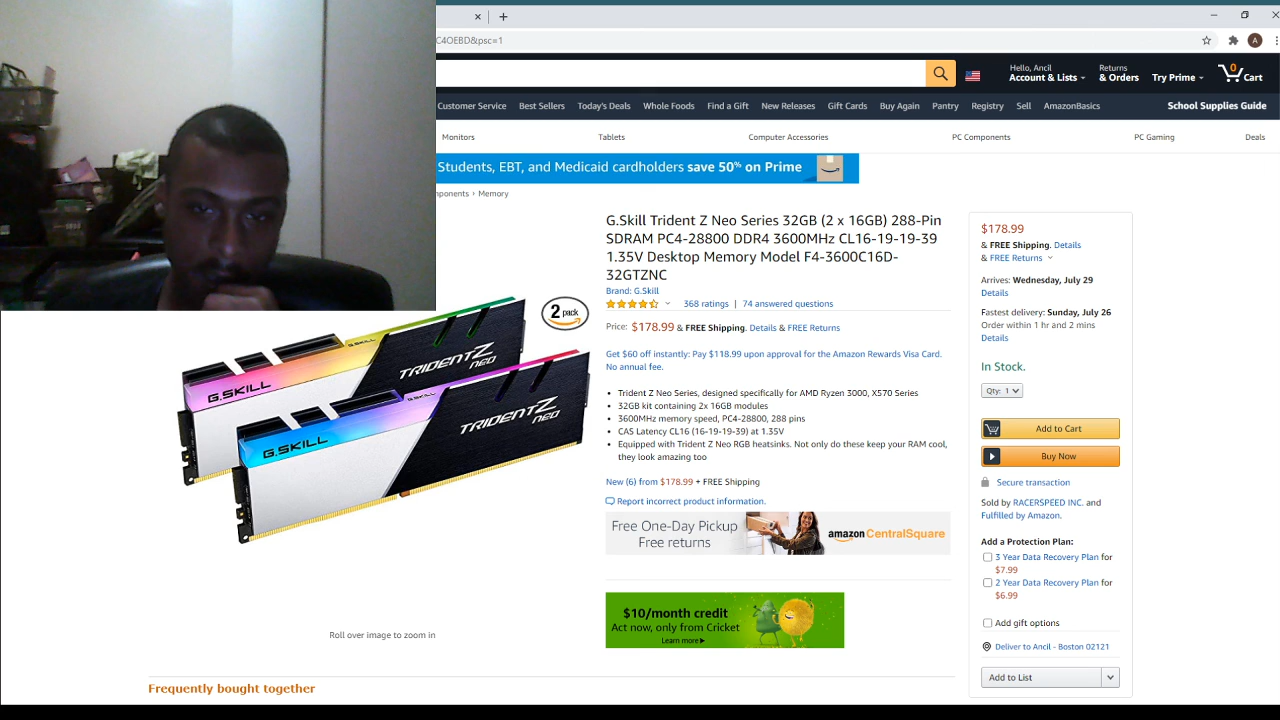 C4OEBD&psc=1
A
Hello, Ancil
Account & Lists
Returns
& Orders
Try Prime
0
Cart
Customer Service
Best Sellers
Today's Deals
Whole Foods
Find a Gift
New Releases
Gift Cards
Buy Again
Pantry
Registry
Sell
AmazonBasics
School Supplies Guide
Monitors
Tablets
Computer Accessories
PC Components
PC Gaming
Deals
Students, EBT, and Medicaid cardholders save 50% on Prime
nponents › Memory
G.SKILL
TRIDENTZ
NEO
G.SKILL
TRIDENTZ
NEO
2
pack
Roll over image to zoom in
G.Skill Trident Z Neo Series 32GB (2 x 16GB) 288-Pin
SDRAM PC4-28800 DDR4 3600MHz CL16-19-19-39
1.35V Desktop Memory Model F4-3600C16D-
32GTZNC
Brand: G.Skill
368 ratings | 74 answered questions
Price: $178.99 & FREE Shipping. Details & FREE Returns
Get $60 off instantly: Pay $118.99 upon approval for the Amazon Rewards Visa Card.
No annual fee.
• Trident Z Neo Series, designed specifically for AMD Ryzen 3000, X570 Series
• 32GB kit containing 2x 16GB modules
• 3600MHz memory speed, PC4-28800, 288 pins
• CAS Latency CL16 (16-19-19-39) at 1.35V
• Equipped with Trident Z Neo RGB heatsinks. Not only do these keep your RAM cool,
they look amazing too
New (6) from $178.99 + FREE Shipping
Report incorrect product information.
Free One-Day Pickup
Free returns
amazon CentralSquare
$10/month credit
Act now, only from Cricket
Learn more
$178.99
& FREE Shipping. Details
& FREE Returns
Arrives: Wednesday, July 29
Details
Fastest delivery: Sunday, July 26
Order within 1 hr and 2 mins
Details
In Stock.
Qty: 1
Add to Cart
Buy Now
Secure transaction
Sold by RACERSPEED INC. and
Fulfilled by Amazon.
Add a Protection Plan:
3 Year Data Recovery Plan for
$7.99
2 Year Data Recovery Plan for
$6.99
Add gift options
Deliver to Ancil - Boston 02121
Add to List
Frequently bought together